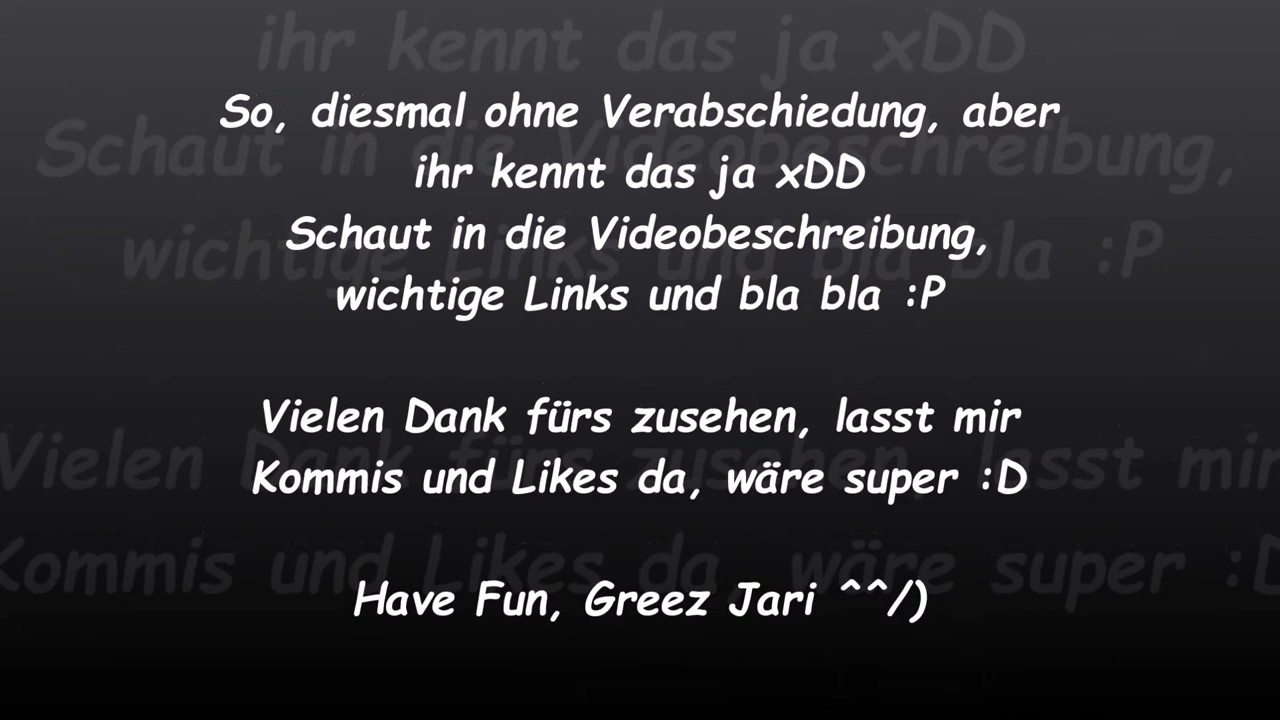 So, diesmal ohne Verabschiedung, aber
ihr kennt das ja xDD
Schaut in die Videobeschreibung,
wichtige Links und bla bla :P
Vielen Dank fürs zusehen, lasst mir
Kommis und Likes da, wäre super :D
Have Fun, Greez Jari ^^/)